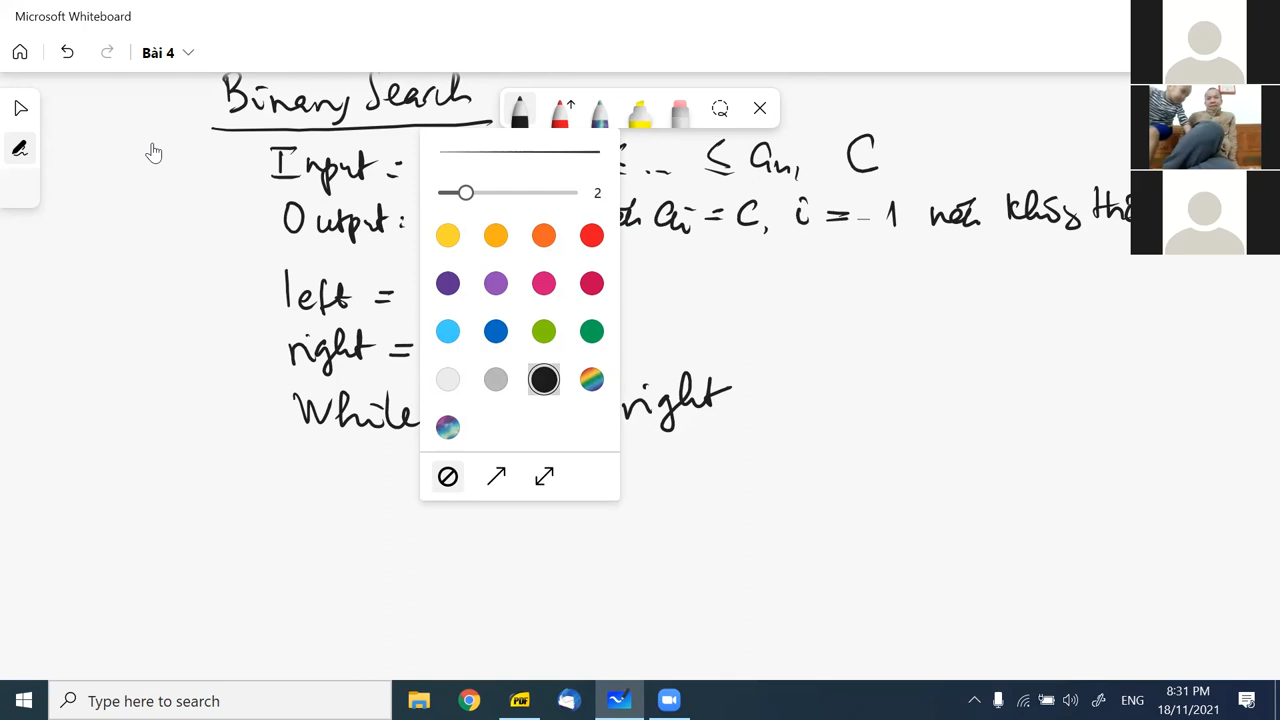 Microsoft Whiteboard
Bài 4
Binary Search
Input: ... ≤ an, C
Output: ai = C, i = -1 nếu không
2
left =
right =
While right
Type here to search
ENG
8:31 PM
18/11/2021